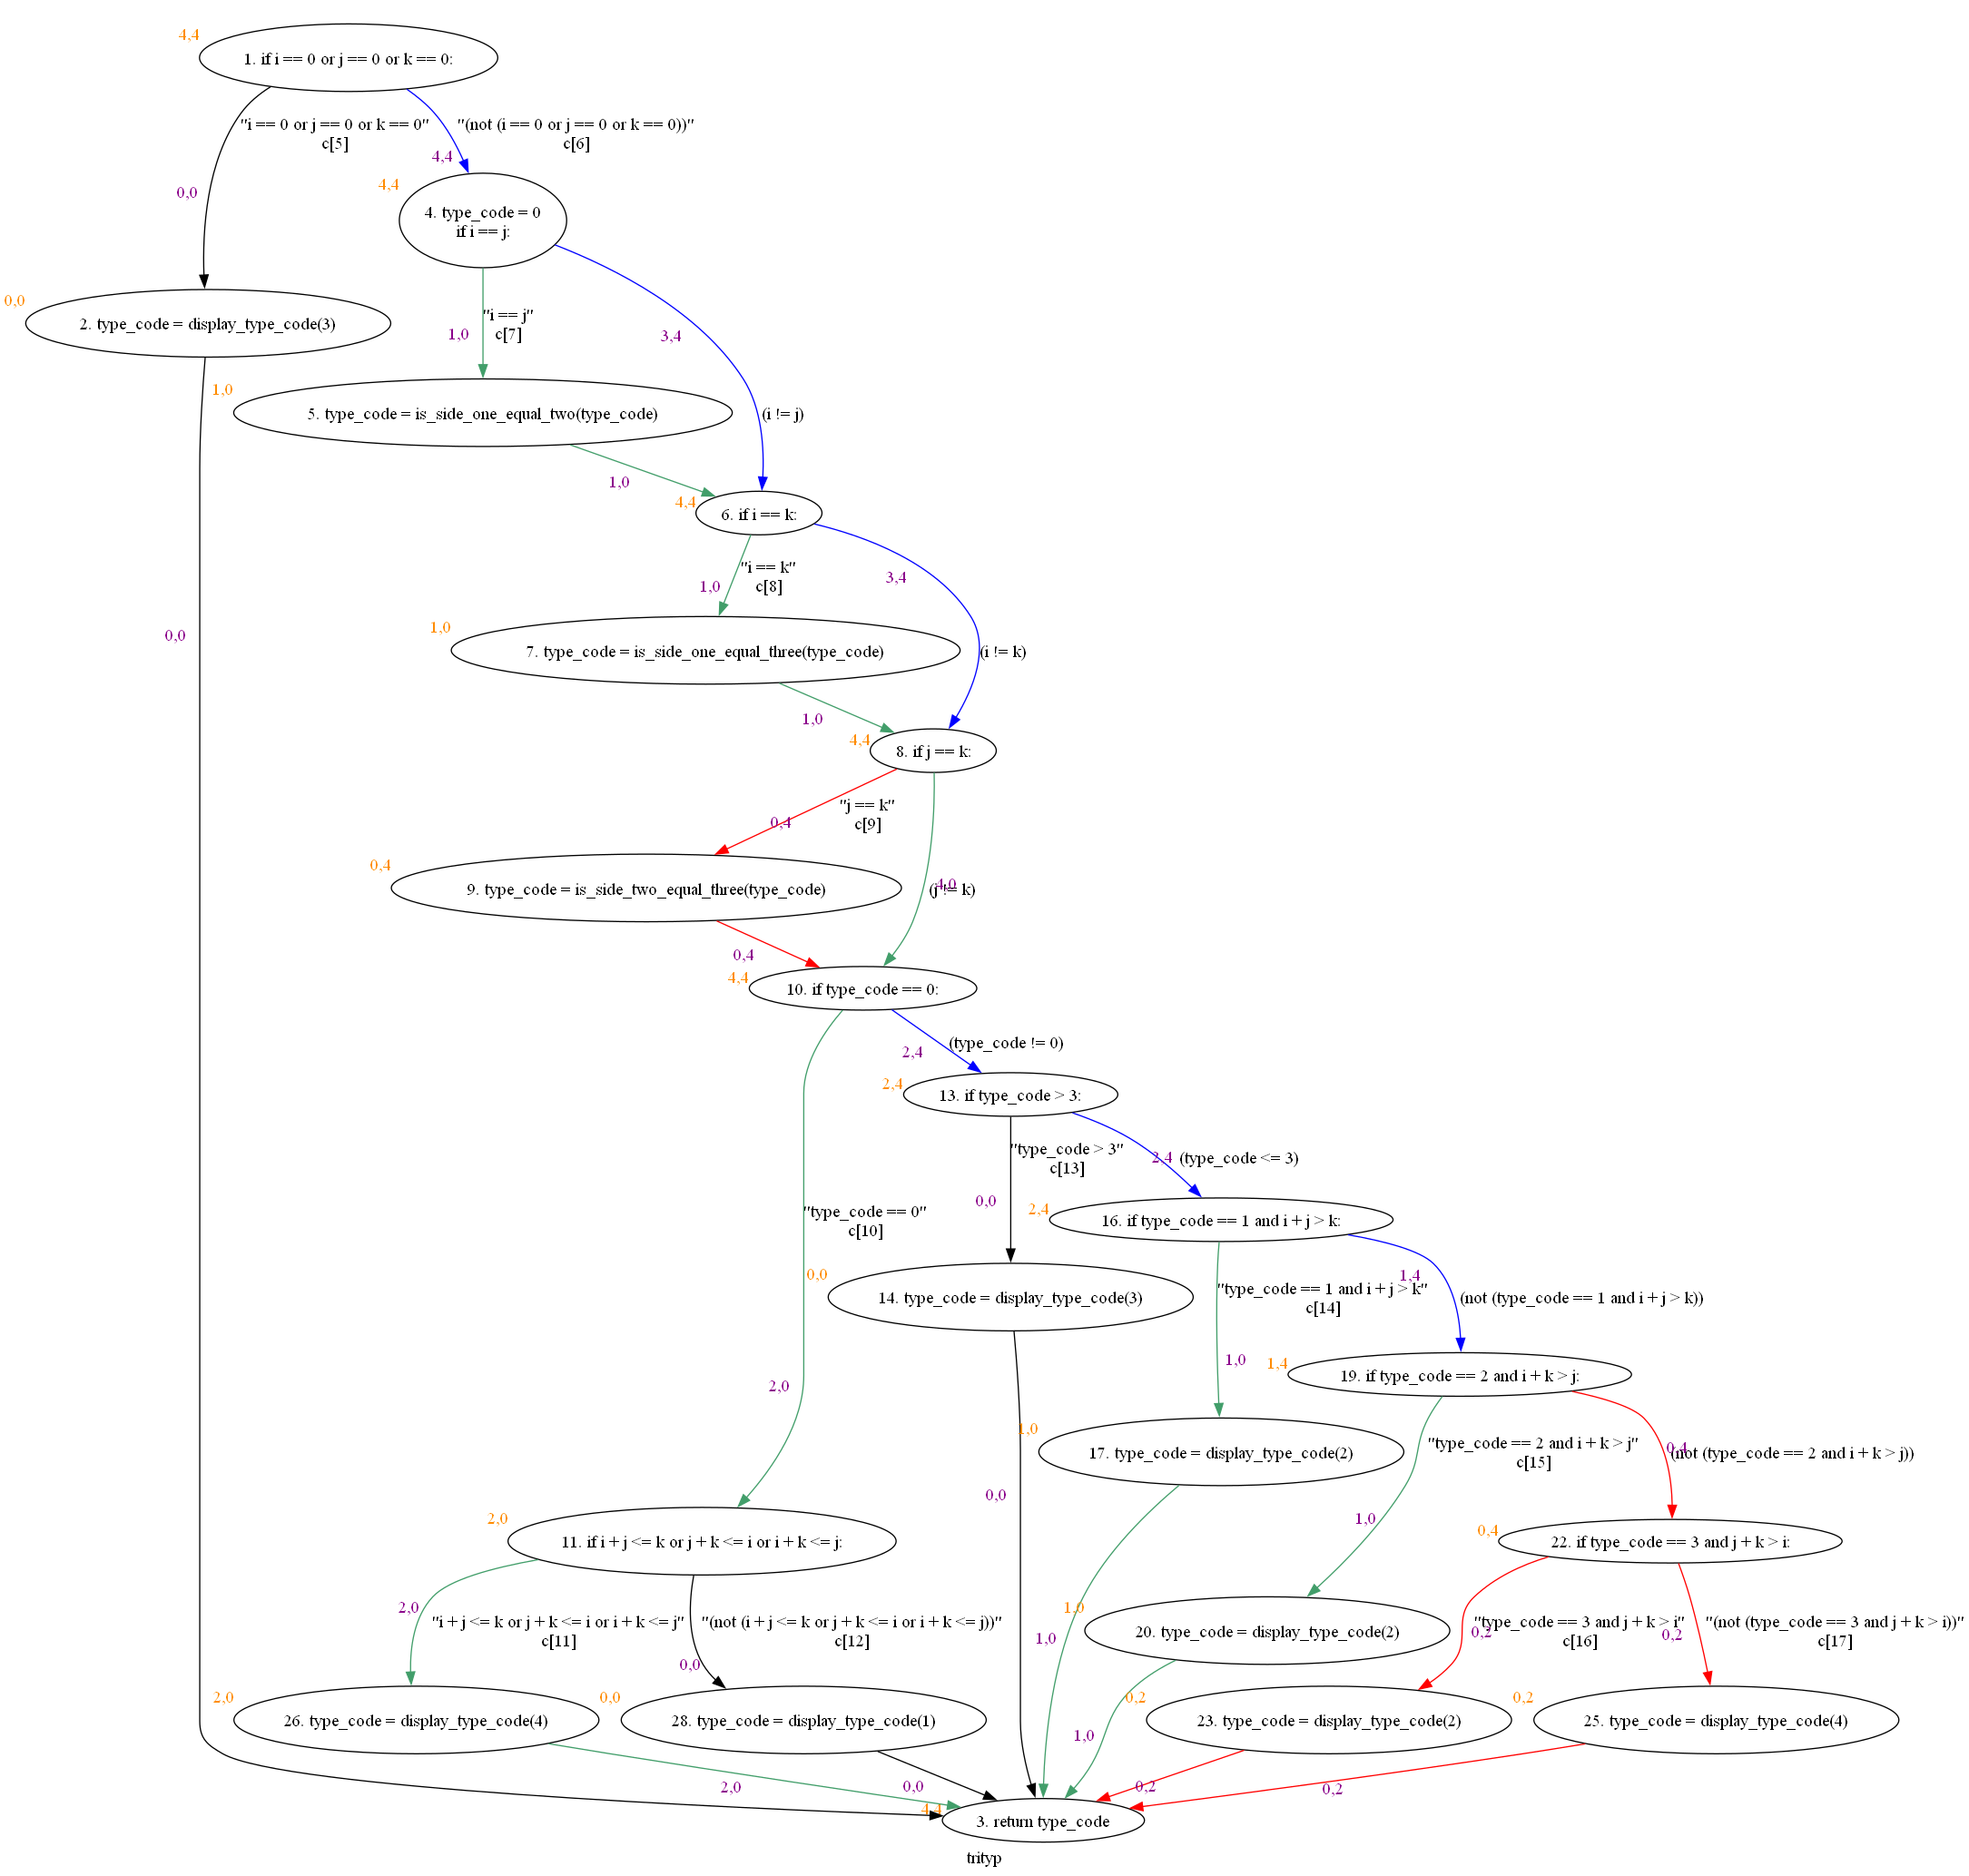 4,4
1. if i == 0 or j == 0 or k == 0:
"i == 0 or j == 0 or k == 0"
c[5]
"(not (i == 0 or j == 0 or k == 0))"
c[6]
4,4
0,0
4,4
4. type_code = 0
if i == j:
0,0
2. type_code = display_type_code(3)
"i == j"
c[7]
1,0
3,4
1,0
5. type_code = is_side_one_equal_two(type_code)
(i != j)
1,0
4,4
6. if i == k:
"i == k"
c[8]
1,0
3,4
0,0
1,0
7. type_code = is_side_one_equal_three(type_code)
(i != k)
1,0
4,4
8. if j == k:
"j == k"
c[9]
0,4
0,4
9. type_code = is_side_two_equal_three(type_code)
4,0
(j != k)
0,4
4,4
10. if type_code == 0:
(type_code != 0)
2,4
2,4
13. if type_code > 3:
"type_code > 3"
c[13]
2,4
(type_code <= 3)
0,0
2,4
16. if type_code == 1 and i + j > k:
"type_code == 0"
c[10]
0,0
14. type_code = display_type_code(3)
1,4
"type_code == 1 and i + j > k"
c[14]
(not (type_code == 1 and i + j > k))
2,0
1,0
1,4
19. if type_code == 2 and i + k > j:
1,0
17. type_code = display_type_code(2)
"type_code == 2 and i + k > j"
c[15]
0,4
(not (type_code == 2 and i + k > j))
0,0
1,0
2,0
11. if i + j <= k or j + k <= i or i + k <= j:
0,4
22. if type_code == 3 and j + k > i:
2,0
"i + j <= k or j + k <= i or i + k <= j"
c[11]
"(not (i + j <= k or j + k <= i or i + k <= j))"
c[12]
0,0
1,0
1,0
20. type_code = display_type_code(2)
0,2
"type_code == 3 and j + k > i"
c[16]
0,2
"(not (type_code == 3 and j + k > i))"
c[17]
2,0
26. type_code = display_type_code(4)
0,0
28. type_code = display_type_code(1)
1,0
0,2
23. type_code = display_type_code(2)
0,2
25. type_code = display_type_code(4)
2,0
0,0
0,2
0,2
4,4
3. return type_code
trityp